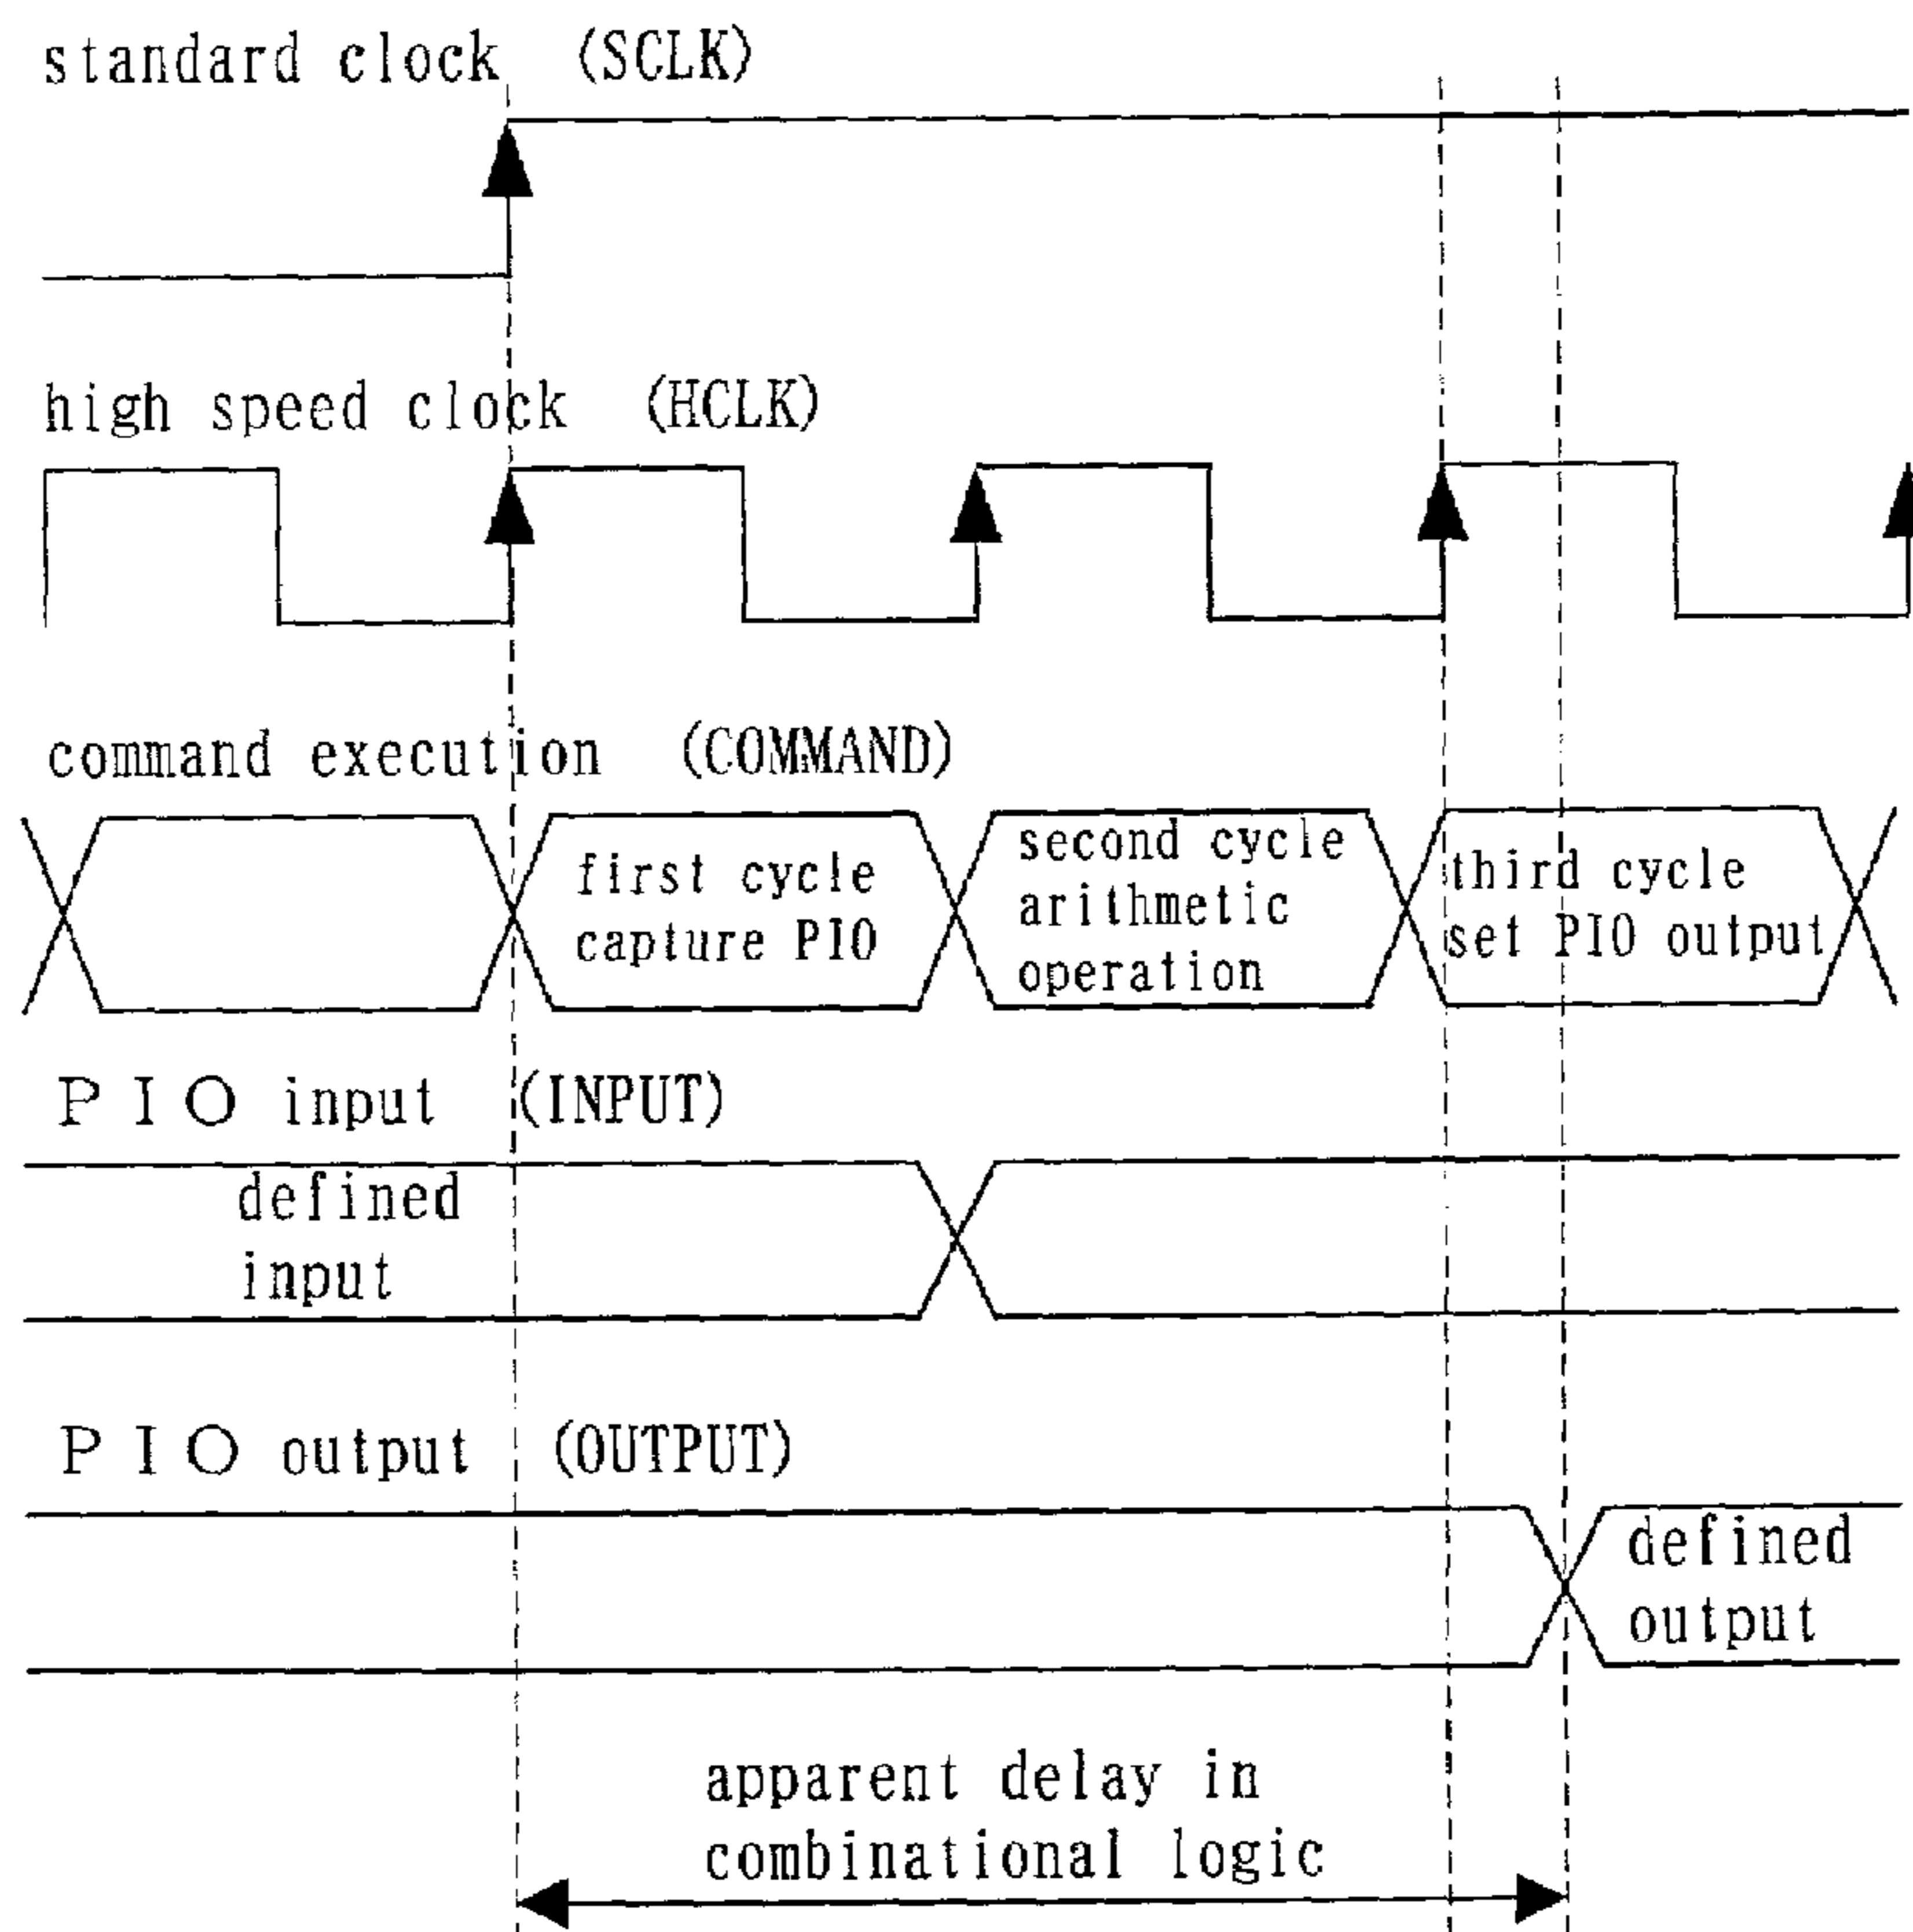 standard clock (SCLK)
high speed clock (HCLK)
command execution (COMMAND)
first cycle
capture PIO
second cycle
arithmetic
operation
third cycle
set PIO output
PIO input (INPUT)
defined
input
PIO output (OUTPUT)
defined
output
apparent delay in
combinational logic